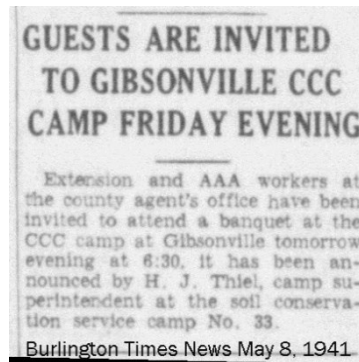 GUESTS ARE INVITED
TO GIBSONVILLE CCC
CAMP FRIDAY EVENING
Extension and AAA workers at
the county agent's office have been
invited to attend a banquet at the
CCC camp at Gibsonville tomorrow
evening at 6:30, it has been an-
nounced by H. J. Thiel, camp su-
perintendent at the soil conserva-
tion service camp No. 33.
Burlington Times News May 8, 1941